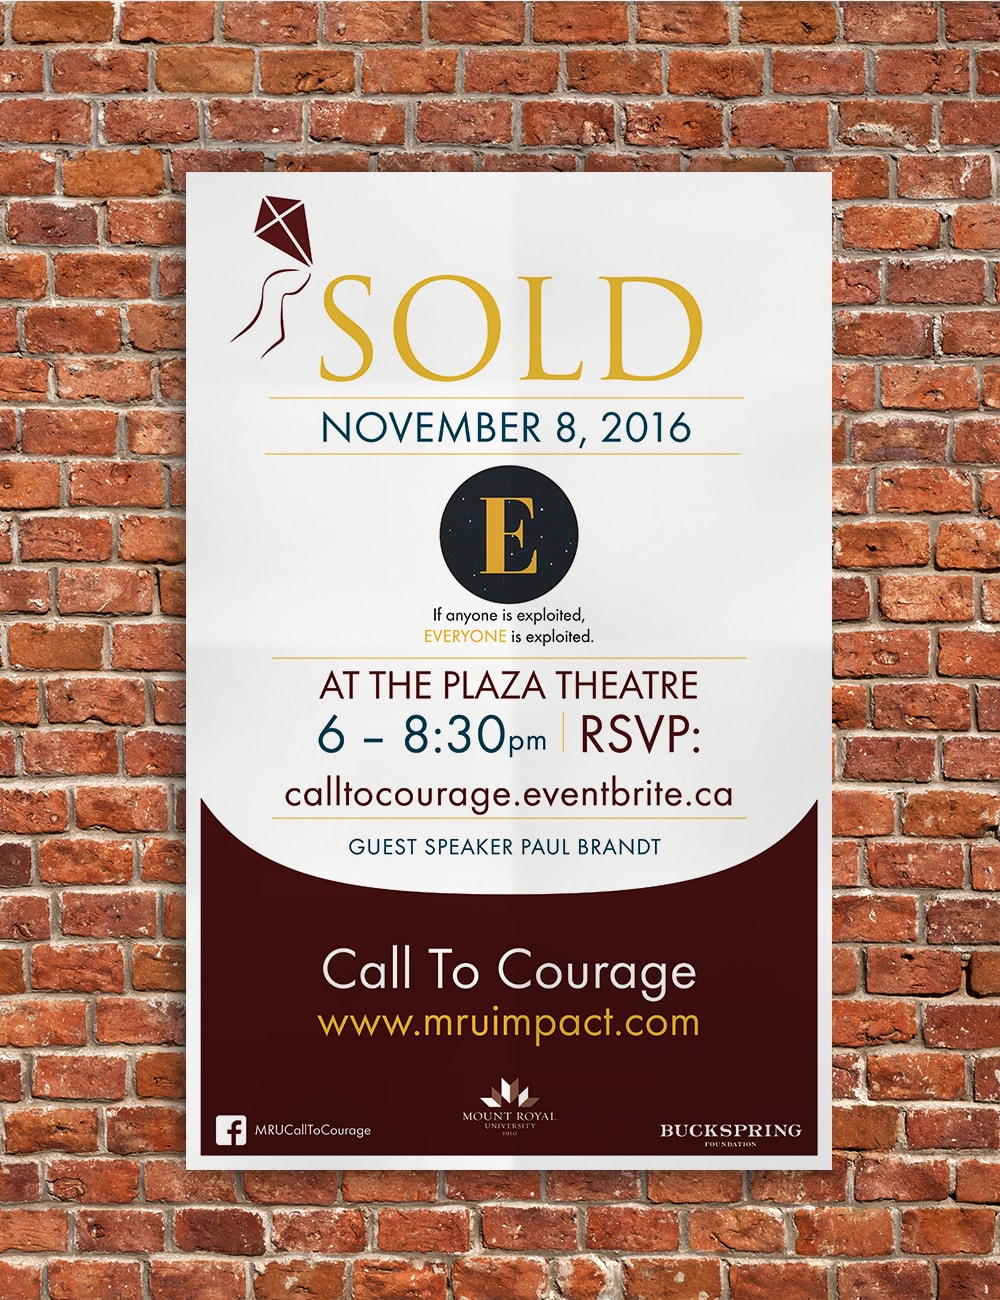 SOLD
NOVEMBER 8, 2016
E
If anyone is exploited,
EVERYONE is exploited.
AT THE PLAZA THEATRE
6 – 8:30pm | RSVP:
calltocourage.eventbrite.ca
GUEST SPEAKER PAUL BRANDT
Call To Courage
www.mruimpact.com
MOUNT ROYAL
UNIVERSITY
1910
f MRUCallToCourage
BUCKSPRING
FOUNDATION